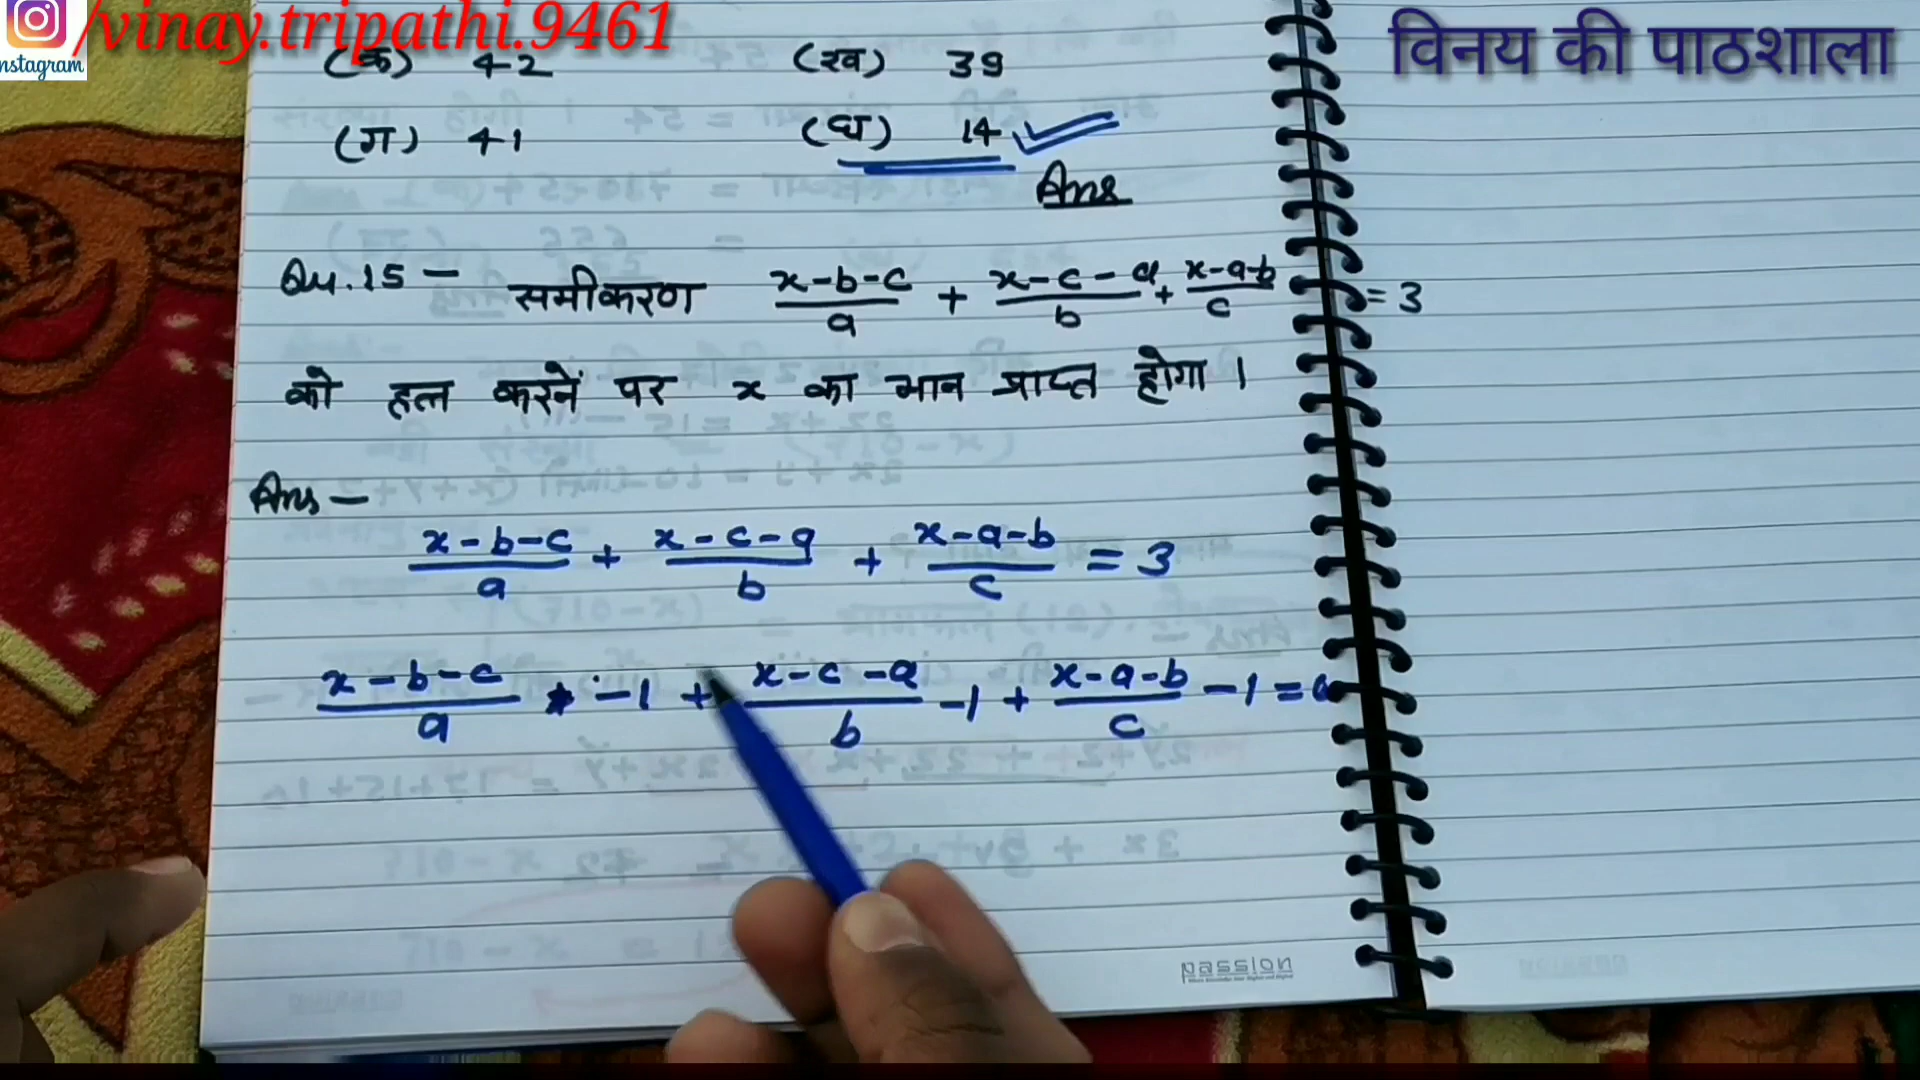 /vinay.tripathi.9461
Instagram
विनय की पाठशाला
(क) 42 (ख) 39
(ग) 41 (घ) 14
Ans
Qu.15 - समीकरण (x-b-c)/a + (x-c-a)/b + (x-a-b)/c = 3
को हल करनें पर x का मान प्राप्त होगा।
Ans -
(x-b-c)/a + (x-c-a)/b + (x-a-b)/c = 3
(x-b-c)/a -1 + (x-c-a)/b -1 + (x-a-b)/c -1 =
passion